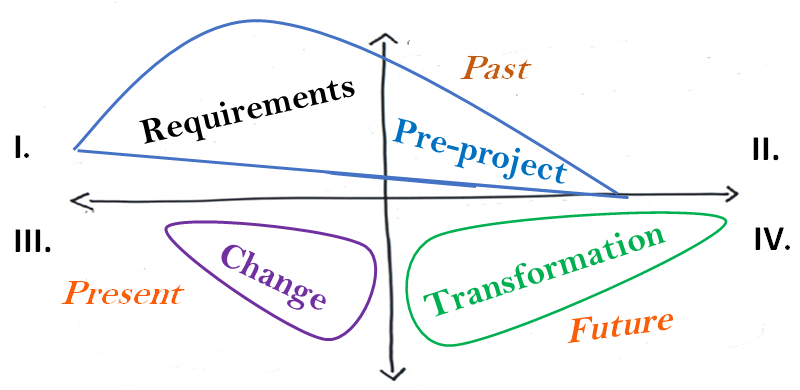 Past
Requirements
Pre-project
I.
II.
III.
IV.
Change
Transformation
Present
Future